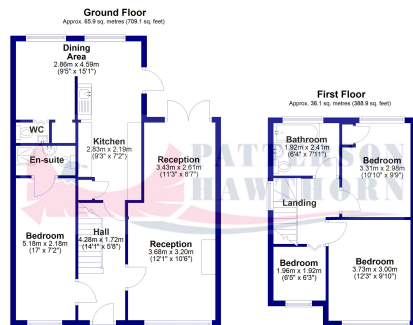 Ground Floor
Approx. 65.9 sq. metres (709.1 sq. feet)
Dining
Area
2.86m x 4.59m
(9'5" x 15'1")
WC
Kitchen
2.83m x 2.19m
(9'3" x 7'2")
En-suite
Reception
3.43m x 2.61m
(11'3" x 8'7")
Bedroom
5.18m x 2.18m
(17' x 7'2")
Hall
4.28m x 1.72m
(14'1" x 5'8")
Reception
3.68m x 3.20m
(12'1" x 10'6")
First Floor
Approx. 36.1 sq. metres (388.9 sq. feet)
Bathroom
1.92m x 2.41m
(6'4" x 7'11")
Bedroom
3.31m x 2.98m
(10'10" x 9'9")
Landing
Bedroom
1.96m x 1.92m
(6'5" x 6'3")
Bedroom
3.73m x 3.00m
(12'3" x 9'10")
PATTERSON
HAWTHORN